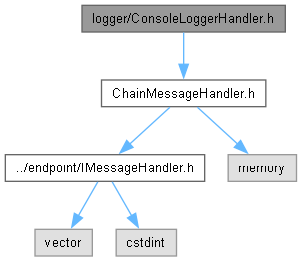 logger/ConsoleLoggerHandler.h
ChainMessageHandler.h
../endpoint/IMessageHandler.h
memory
vector
cstdint